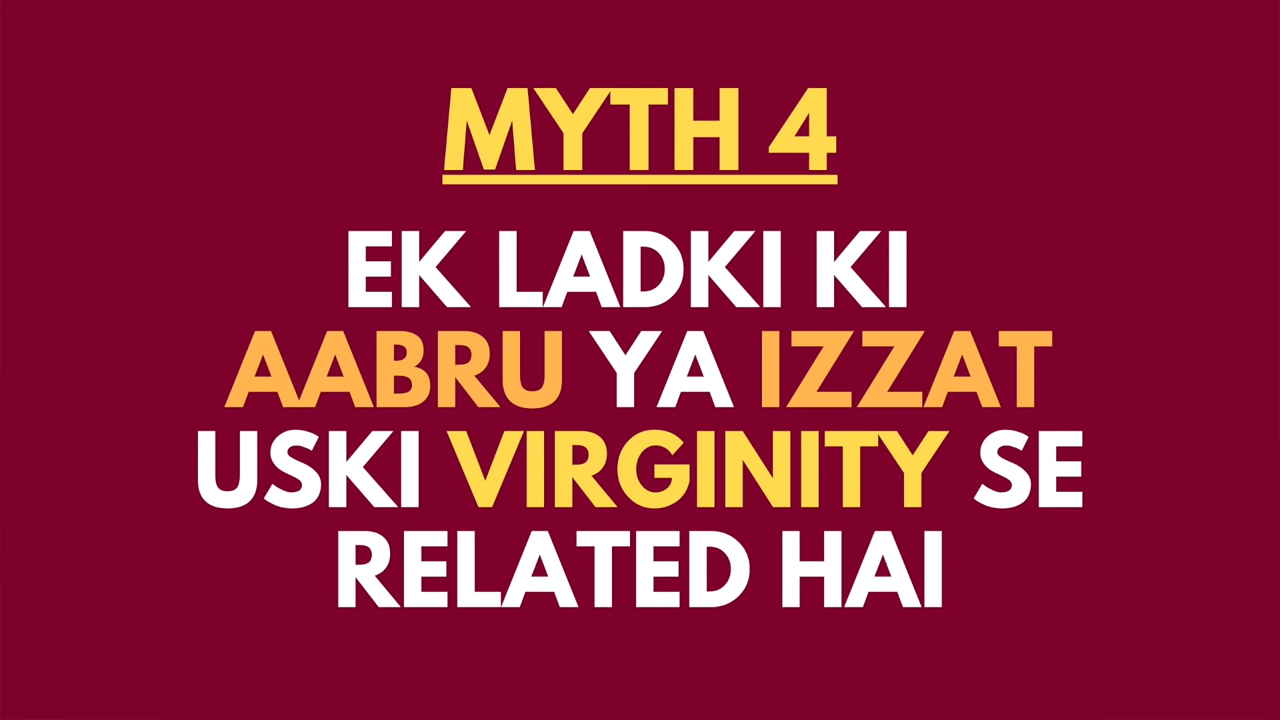 MYTH 4
EK LADKI KI
AABRU YA IZZAT
USKI VIRGINITY SE
RELATED HAI